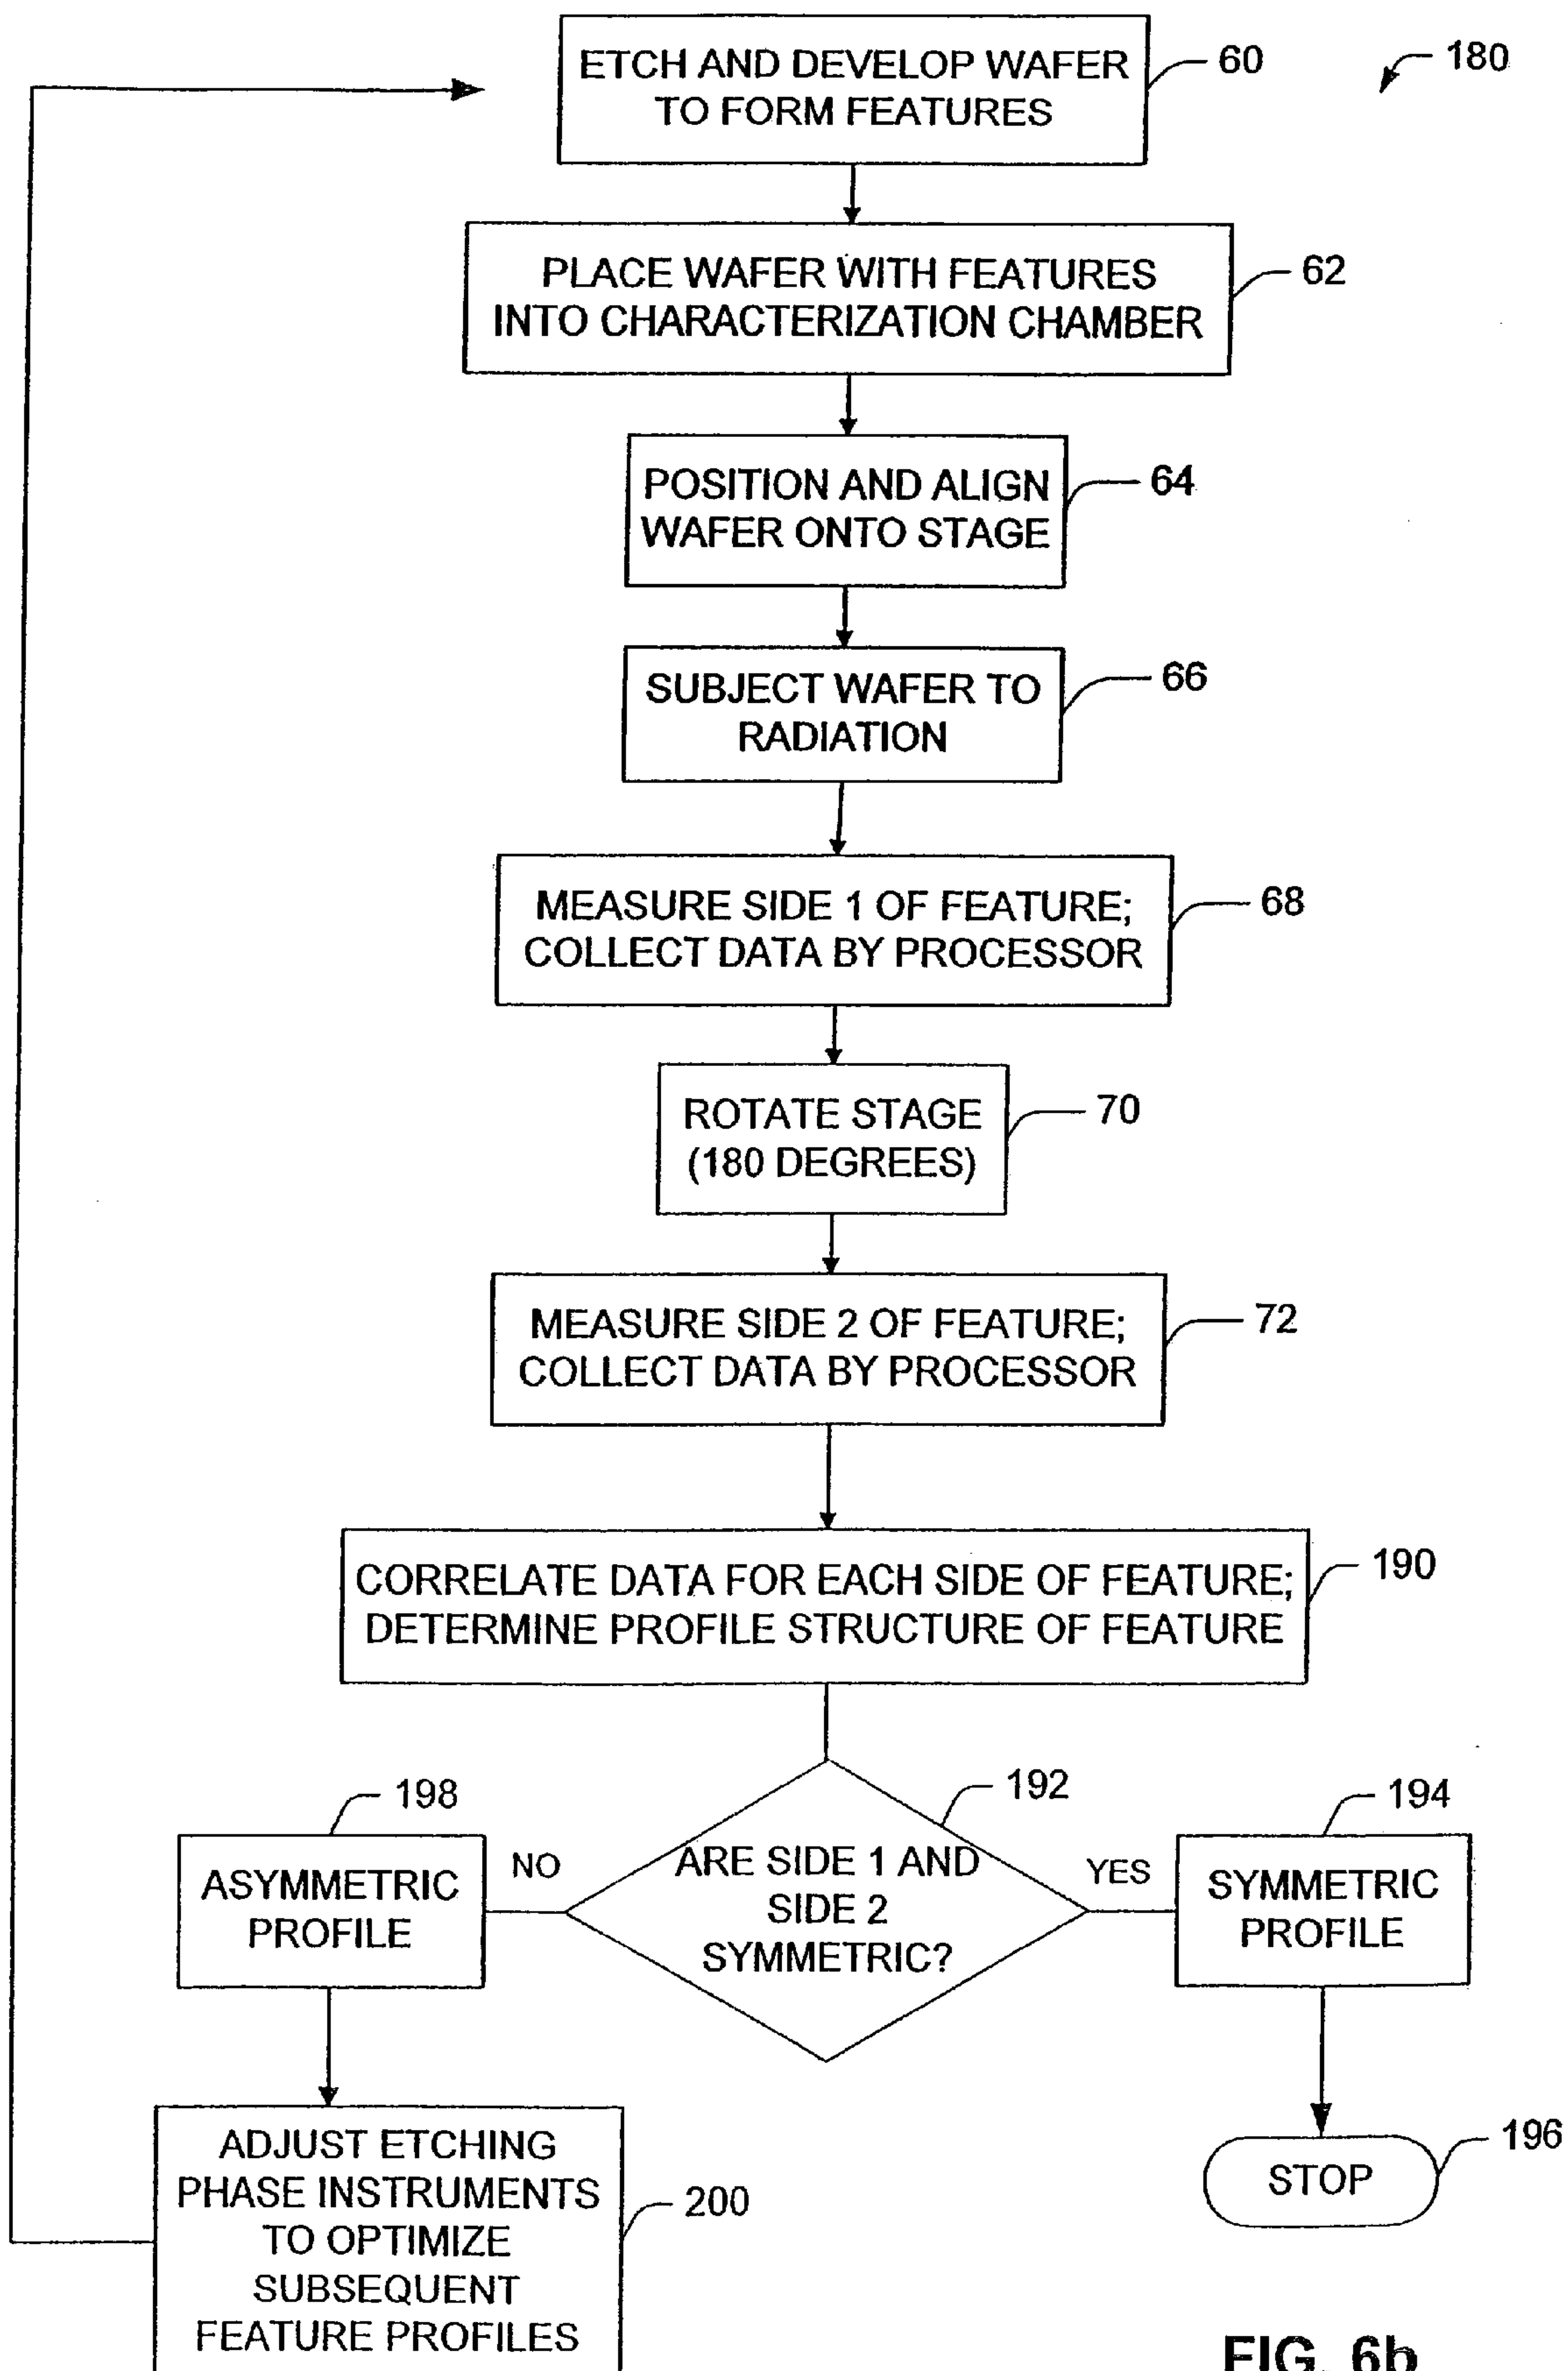 ETCH AND DEVELOP WAFER
TO FORM FEATURES
60
180
PLACE WAFER WITH FEATURES
INTO CHARACTERIZATION CHAMBER
62
POSITION AND ALIGN
WAFER ONTO STAGE
64
SUBJECT WAFER TO
RADIATION
66
MEASURE SIDE 1 OF FEATURE;
COLLECT DATA BY PROCESSOR
68
ROTATE STAGE
(180 DEGREES)
70
MEASURE SIDE 2 OF FEATURE;
COLLECT DATA BY PROCESSOR
72
CORRELATE DATA FOR EACH SIDE OF FEATURE;
DETERMINE PROFILE STRUCTURE OF FEATURE
190
198
192
194
ASYMMETRIC
PROFILE
NO
ARE SIDE 1 AND
SIDE 2
SYMMETRIC?
YES
SYMMETRIC
PROFILE
ADJUST ETCHING
PHASE INSTRUMENTS
TO OPTIMIZE
SUBSEQUENT
FEATURE PROFILES
200
STOP
196
FIG. 6b